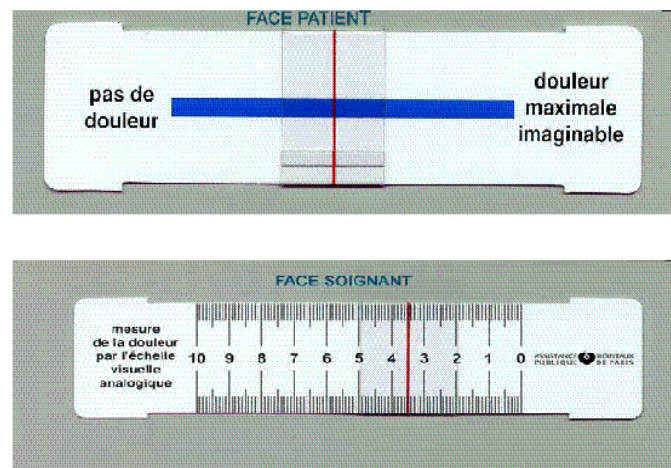 FACE PATIENT
pas de
douleur
douleur
maximale
imaginable
FACE SOIGNANT
mesure
de la douleur
par l'échelle
visuelle
analogique
10 9 8 7 6 5 4 3 2 1 0
ASSISTANCE HÔPITAUX
PUBLIQUE DE PARIS